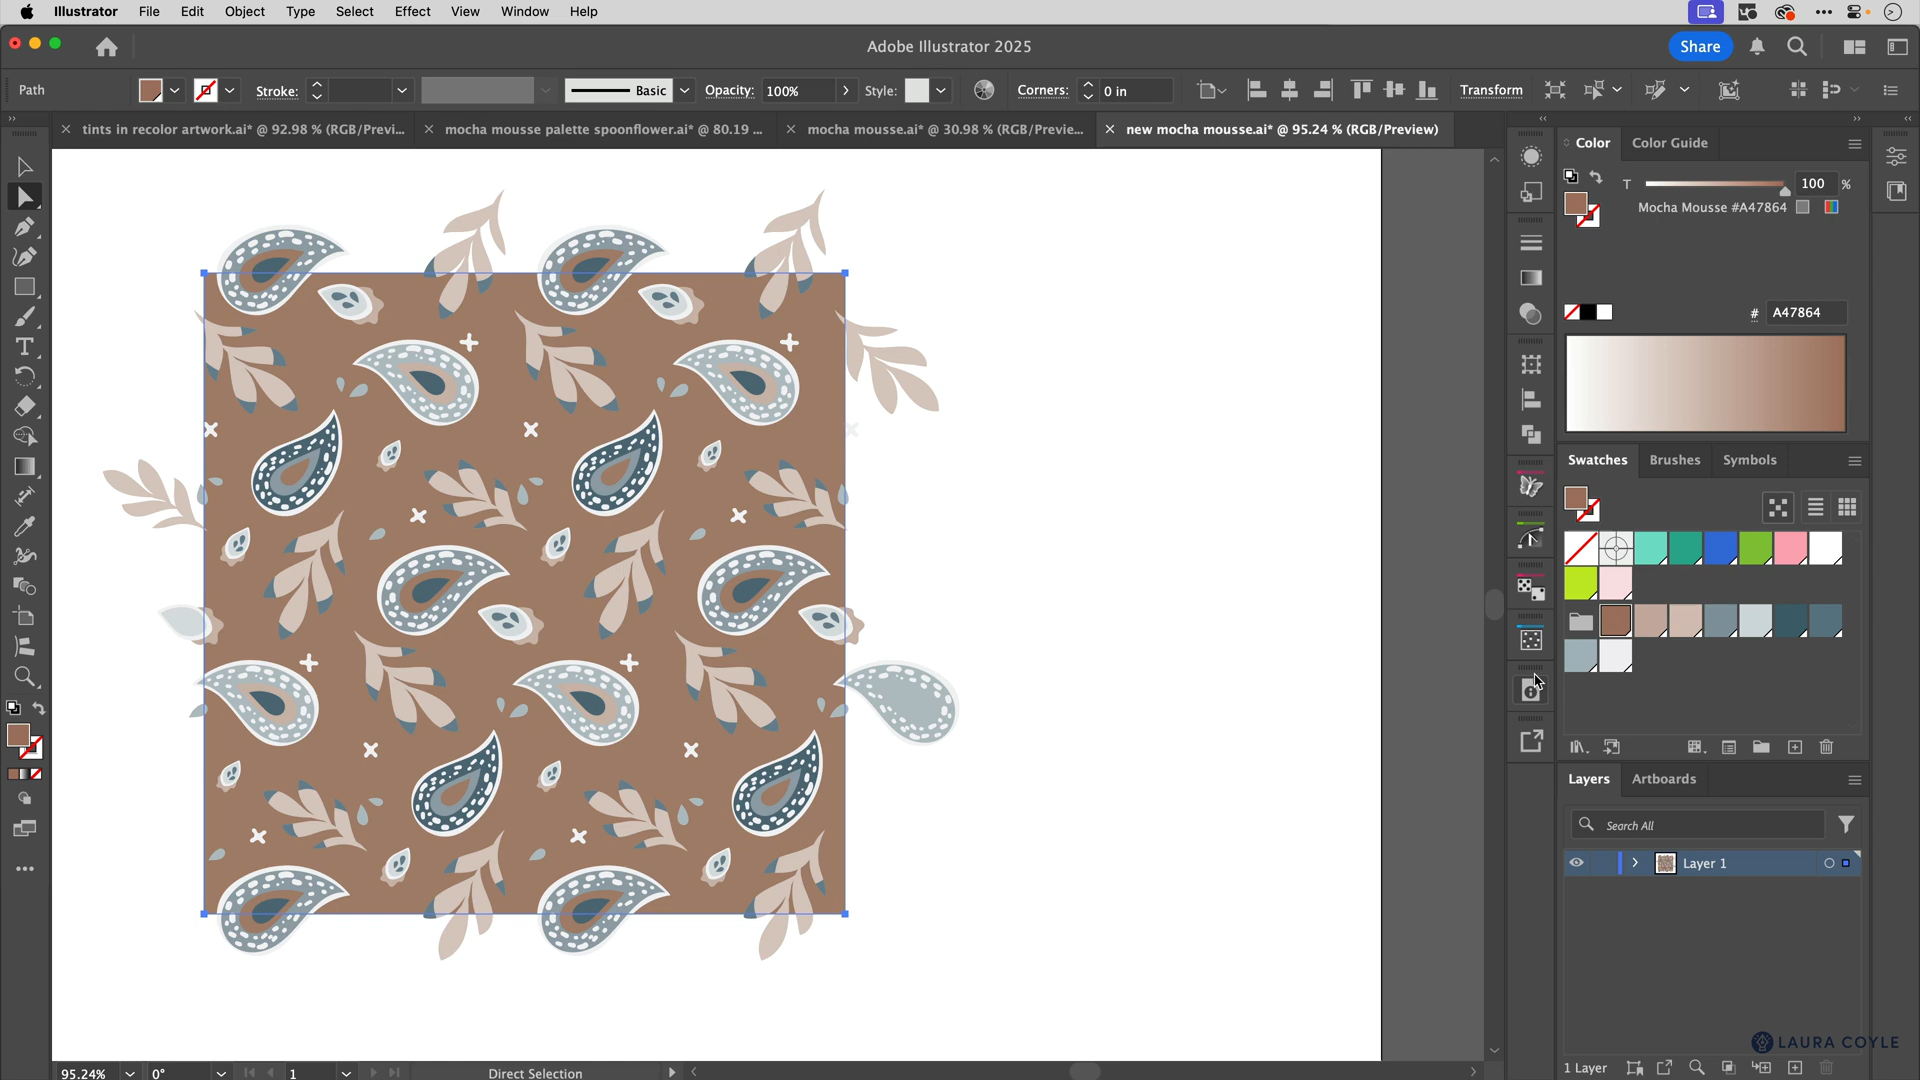 Illustrator File Edit Object Type Select Effect View Window Help
Adobe Illustrator 2025
Share
Path
Stroke:
Basic
Opacity: 100%
Style:
Corners: 0 in
Transform
tints in recolor artwork.ai* @ 92.98 % (RGB/Previ...
mocha mousse palette spoonflower.ai* @ 80.19 ...
mocha mousse.ai* @ 30.98 % (RGB/Previe...
new mocha mousse.ai* @ 95.24 % (RGB/Preview)
Color Color Guide
T 100 %
Mocha Mousse #A47864
# A47864
Swatches Brushes Symbols
Layers Artboards
Search All
Layer 1
LAURA COYLE
1 Layer
95.24% 0° 1 Direct Selection